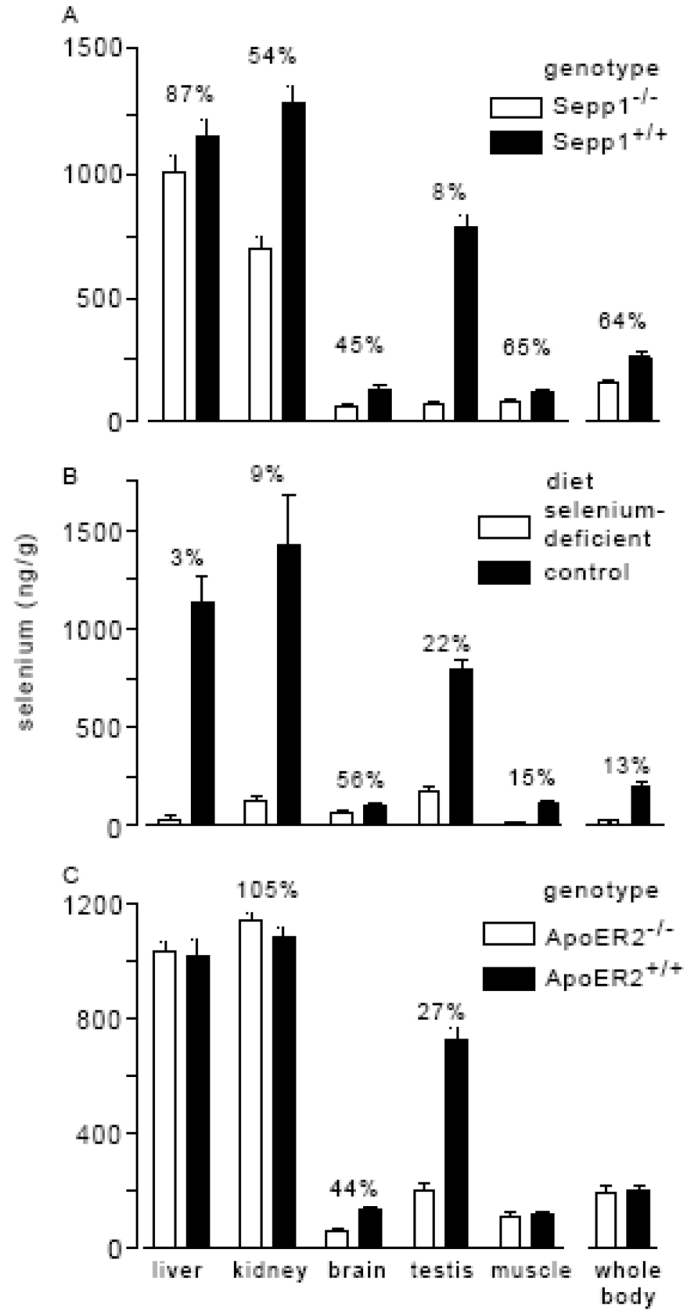 A
1500
1000
500
0
87%
54%
45%
8%
65%
64%
genotype
Sepp1-/-
Sepp1+/+
selenium (ng/g)
B
1500
1000
500
0
3%
9%
56%
22%
15%
13%
diet
selenium-
deficient
control
C
1200
800
400
0
105%
44%
27%
genotype
ApoER2-/-
ApoER2+/+
liver kidney brain testis muscle whole
body